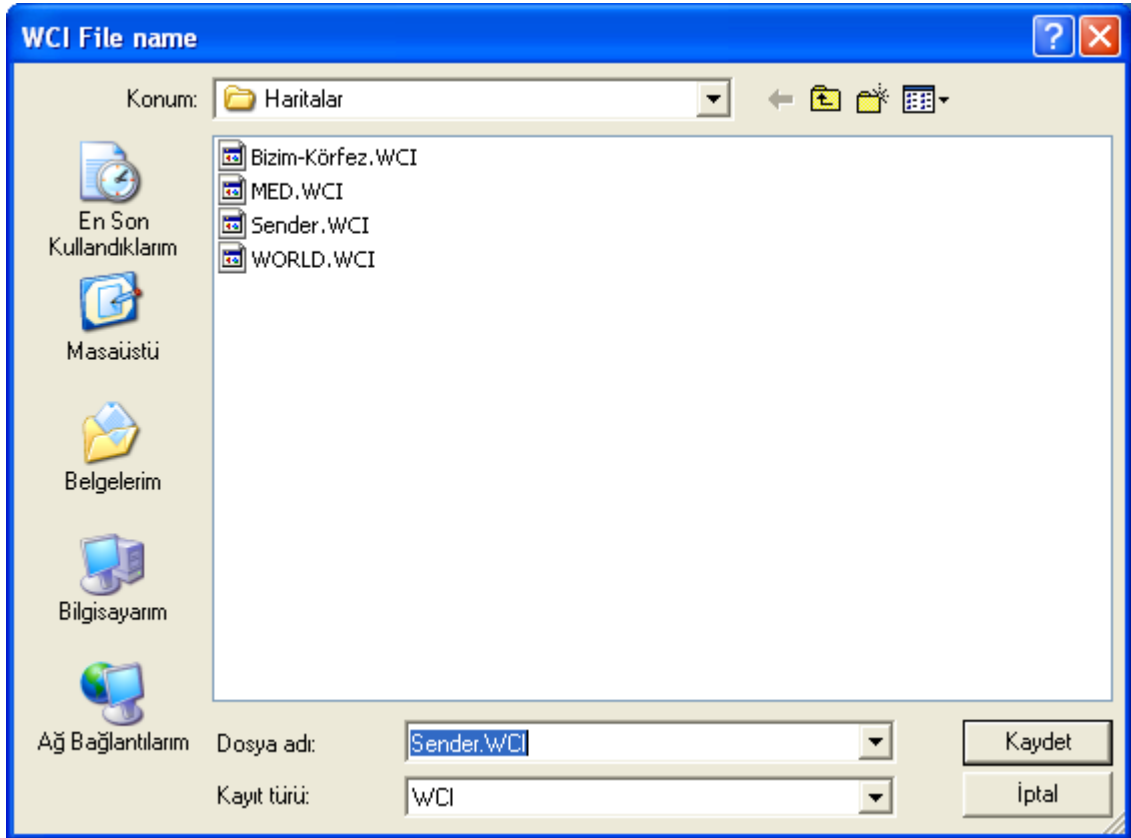 WCI File name
Konum: Haritalar
Bizim-Körfez.WCI
MED.WCI
Sender.WCI
WORLD.WCI
En Son
Kullandıklarım
Masaüstü
Belgelerim
Bilgisayarım
Ağ Bağlantılarım
Dosya adı: Sender.WCI Kaydet
Kayıt türü: WCI İptal